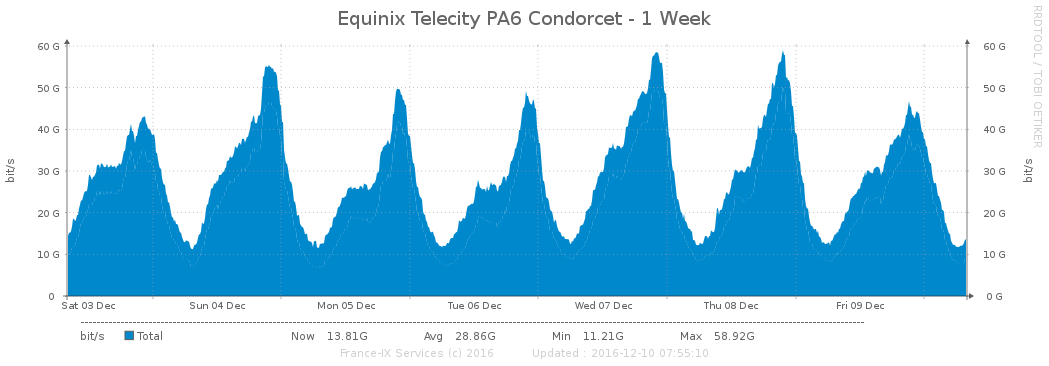 Equinix Telecity PA6 Condorcet - 1 Week
RRDTOOL / TOBI OETIKER
bit/s
60 G 60 G
50 G 50 G
40 G 40 G
30 G 30 G
20 G 20 G
10 G 10 G
0 0 G
bit/s
Sat 03 Dec Sun 04 Dec Mon 05 Dec Tue 06 Dec Wed 07 Dec Thu 08 Dec Fri 09 Dec
bit/s Total Now 13.81G Avg 28.86G Min 11.21G Max 58.92G
France-IX Services (c) 2016 Updated : 2016-12-10 07:55:10